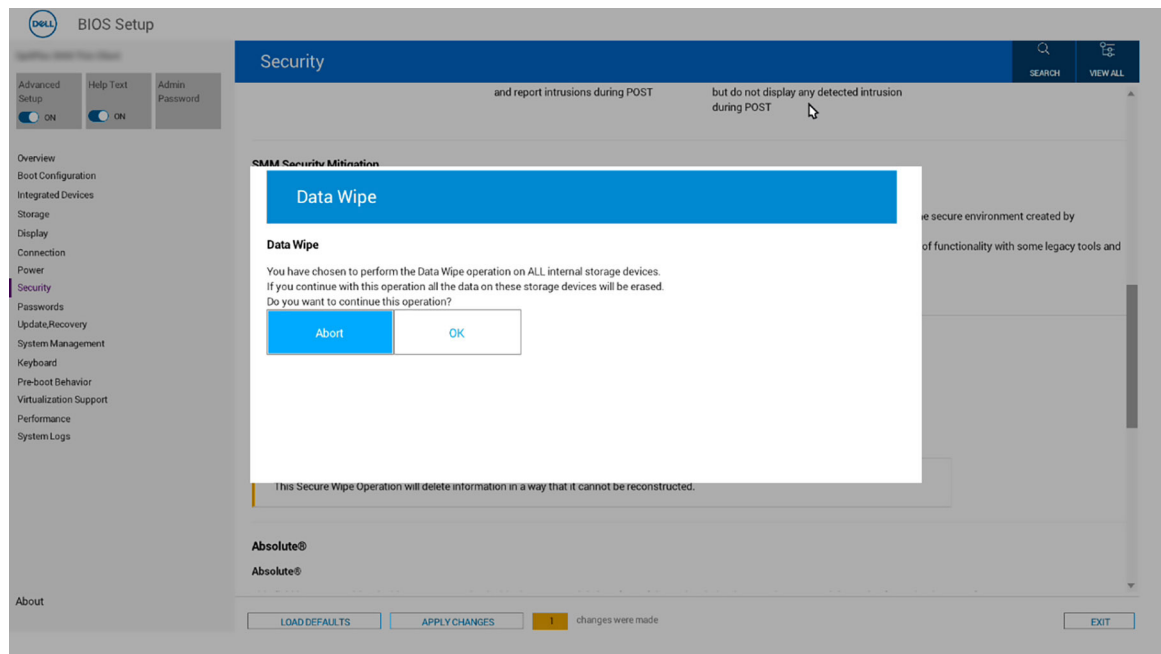 DELL
BIOS Setup
Security
SEARCH
VIEW ALL
Advanced Setup
ON
Help Text
ON
Admin Password
and report intrusions during POST
but do not display any detected intrusion
during POST
Overview
Boot Configuration
Integrated Devices
Storage
Display
Connection
Power
Security
Passwords
Update,Recovery
System Management
Keyboard
Pre-boot Behavior
Virtualization Support
Performance
System Logs
About
SMM Security Mitigation
secure environment created by
of functionality with some legacy tools and
Data Wipe
Data Wipe
You have chosen to perform the Data Wipe operation on ALL internal storage devices.
If you continue with this operation all the data on these storage devices will be erased.
Do you want to continue this operation?
Abort
OK
This Secure Wipe Operation will delete information in a way that it cannot be reconstructed.
Absolute®
Absolute®
LOAD DEFAULTS
APPLY CHANGES
1
changes were made
EXIT